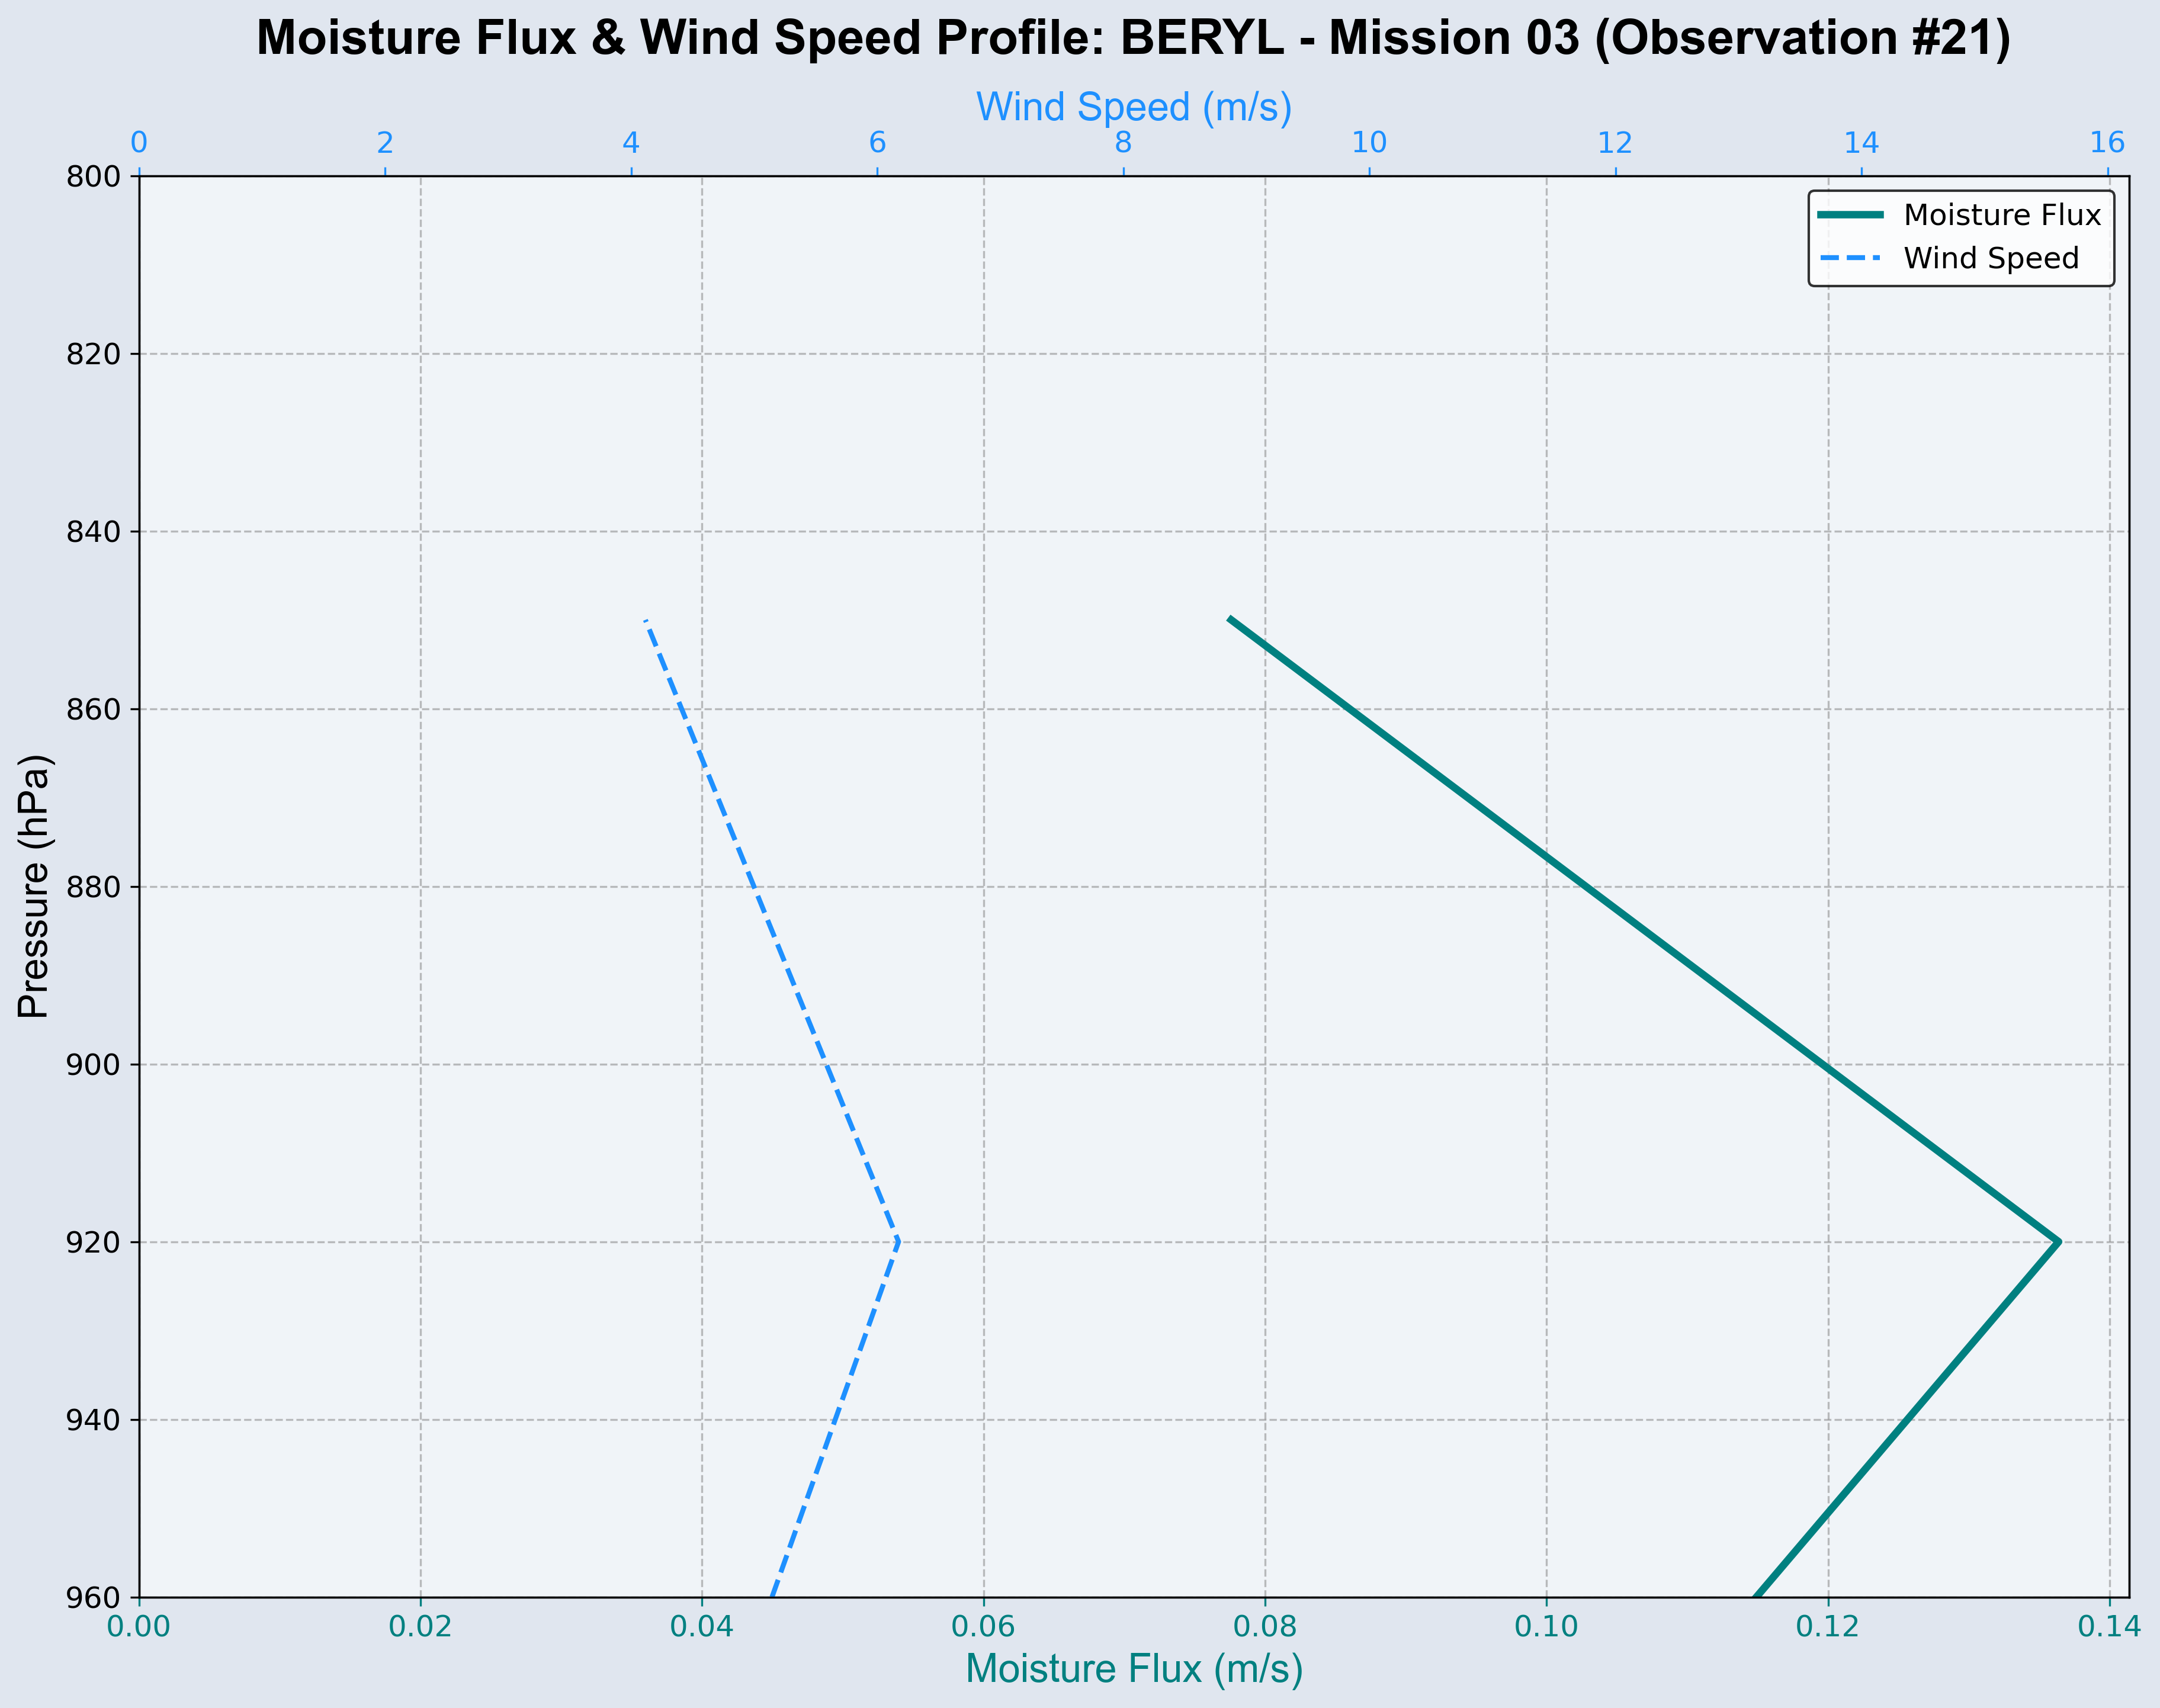 Moisture Flux & Wind Speed Profile: BERYL - Mission 03 (Observation #21)
Wind Speed (m/s)
0 2 4 6 8 10 12 14 16
Moisture Flux
Wind Speed
800
820
840
860
880
900
920
940
960
Pressure (hPa)
0.00 0.02 0.04 0.06 0.08 0.10 0.12 0.14
Moisture Flux (m/s)